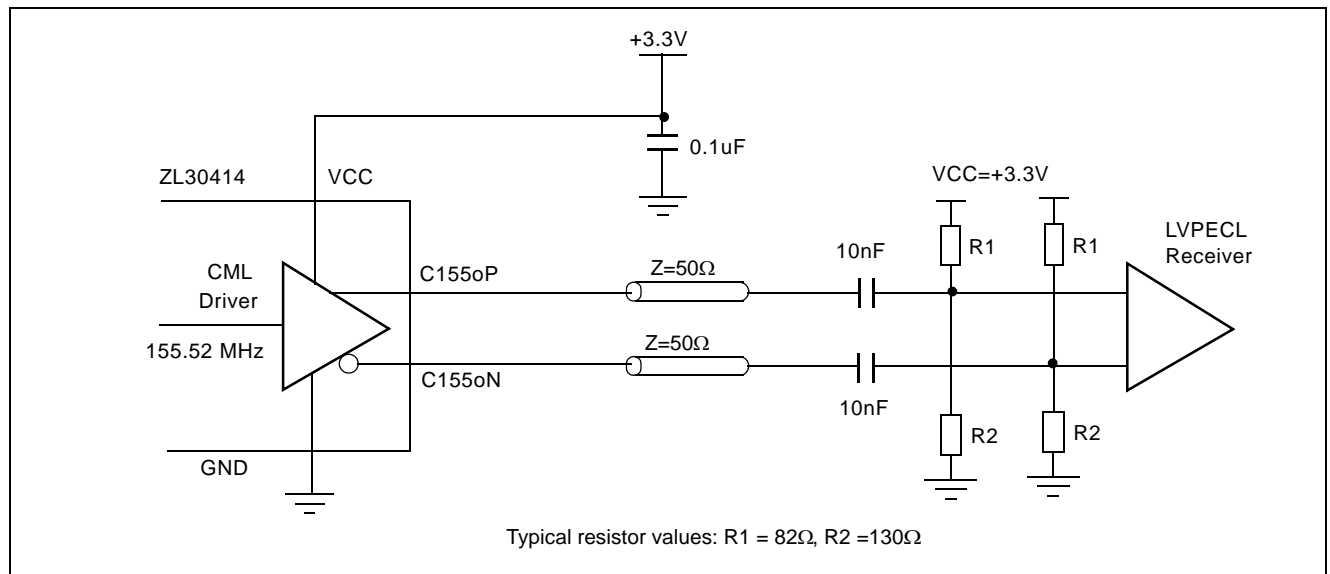 +3.3V
0.1uF
ZL30414
VCC
VCC=+3.3V
R1
R1
LVPECL
Receiver
10nF
CML
Driver
C155oP
Z=50Ω
155.52 MHz
Z=50Ω
C155oN
10nF
R2
R2
GND
Typical resistor values: R1 = 82Ω, R2 =130Ω